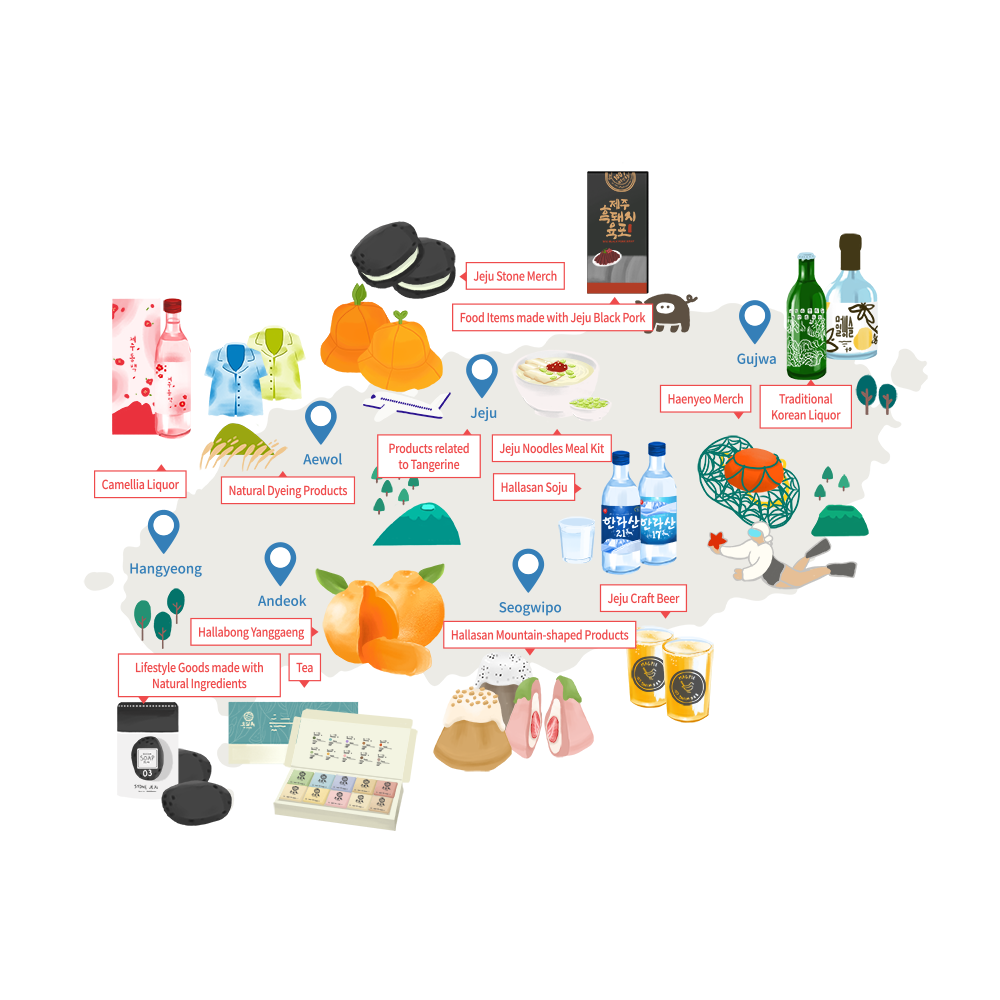 100%
제주
흑돼지
육포
Jeju Stone Merch
Food Items made with Jeju Black Pork
Gujwa
Jeju
Haenyeo Merch
Traditional
Korean Liquor
Aewol
Products related
to Tangerine
Jeju Noodles Meal Kit
Camellia Liquor
Natural Dyeing Products
Hallasan Soju
한라산
21
한라산
17
Hangyeong
Andeok
Seogwipo
Jeju Craft Beer
Hallabong Yanggaeng
Hallasan Mountain-shaped Products
Lifestyle Goods made with
Natural Ingredients
Tea
MAGPIE
MAGPIE
SOAP
03